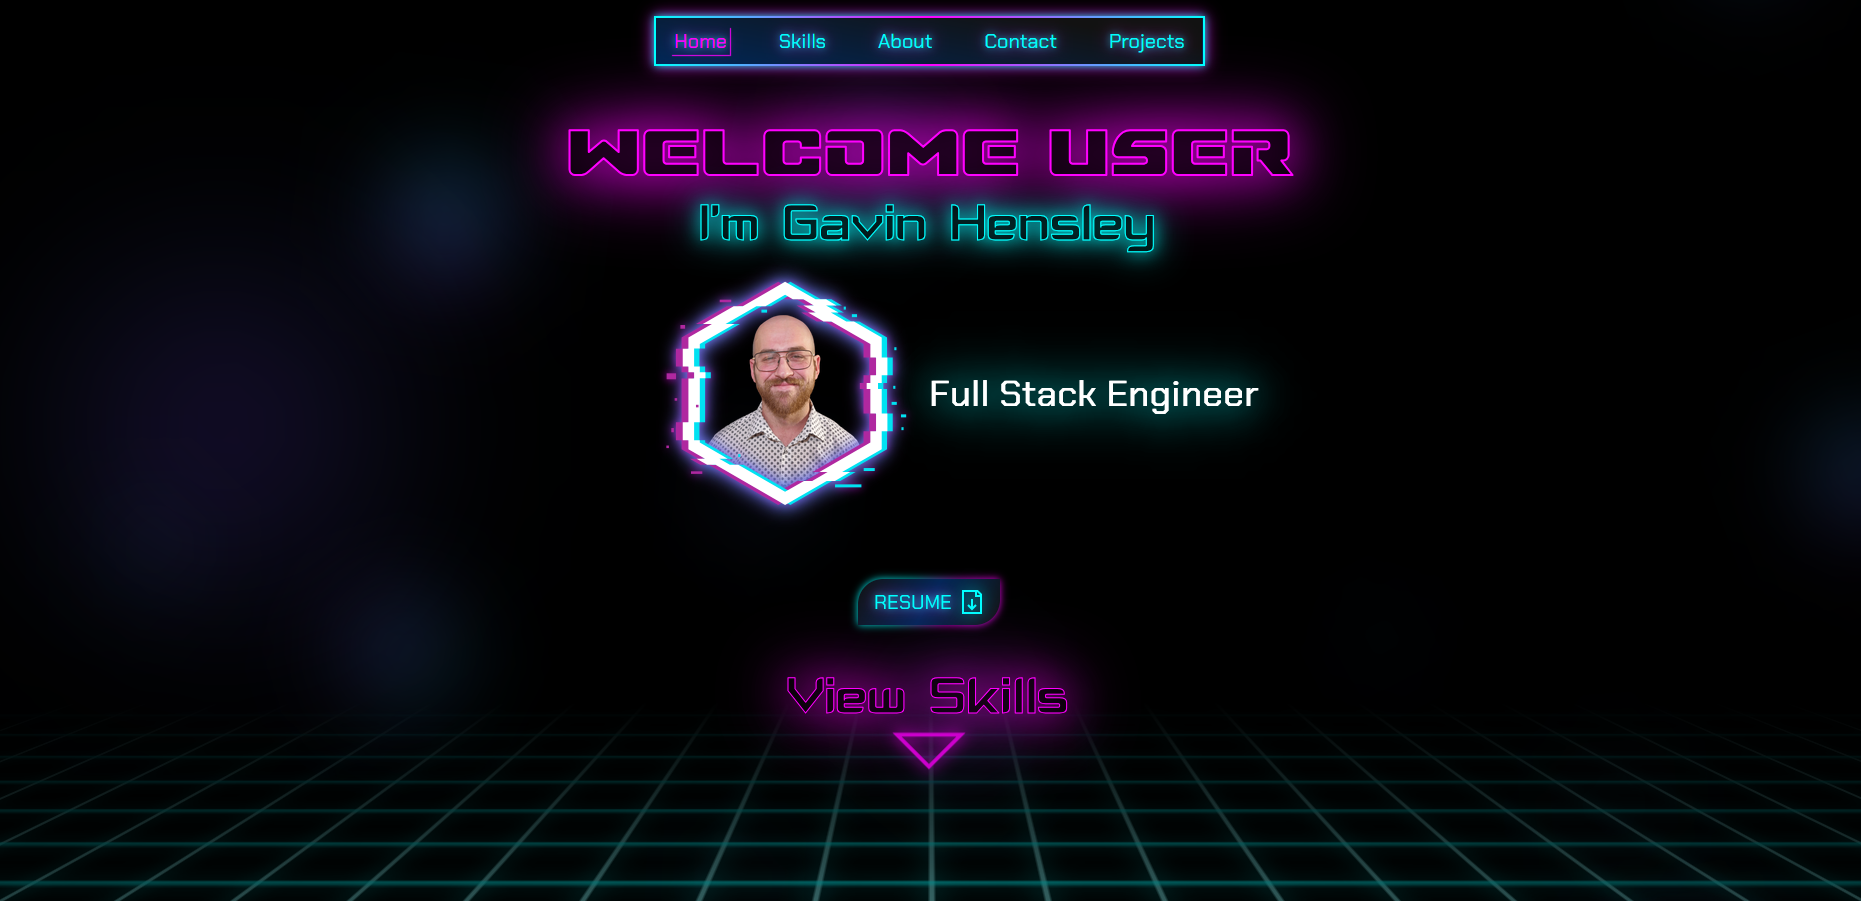 Home Skills About Contact Projects
WELCOME USER
I'm Gavin Hensley
Full Stack Engineer
RESUME
View Skills